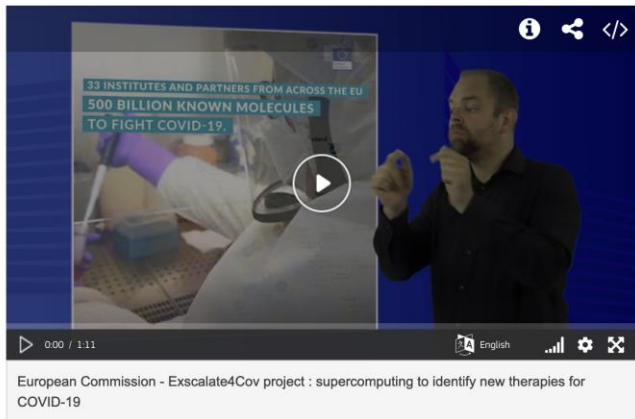 33 INSTITUTES AND PARTNERS FROM ACROSS THE EU
500 BILLION KNOWN MOLECULES
TO FIGHT COVID-19.
0:00 / 1:11
English
European Commission - Exscalate4Cov project : supercomputing to identify new therapies for
COVID-19